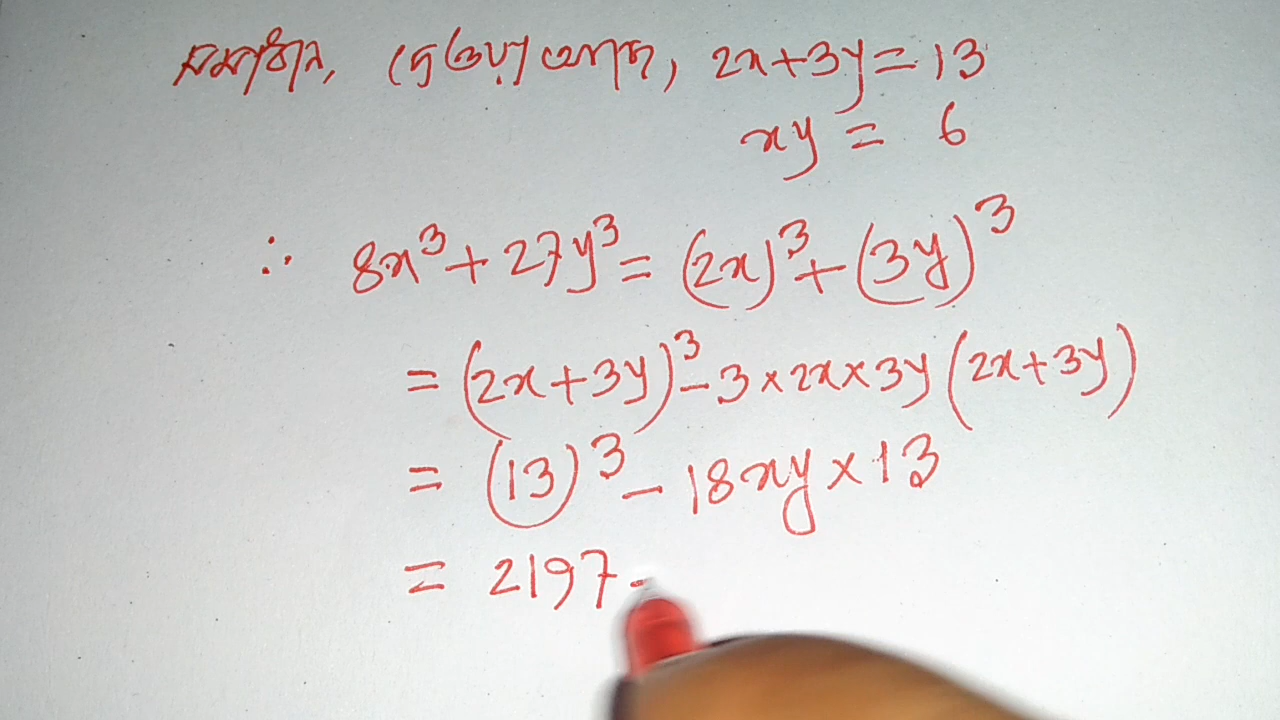 সমাধান, দেওয়া আছে, 2x+3y=13
xy = 6
∴ 8x³+27y³= (2x)³+(3y)³
= (2x+3y)³-3×2x×3y(2x+3y)
= (13)³-18xy×13
= 2197-